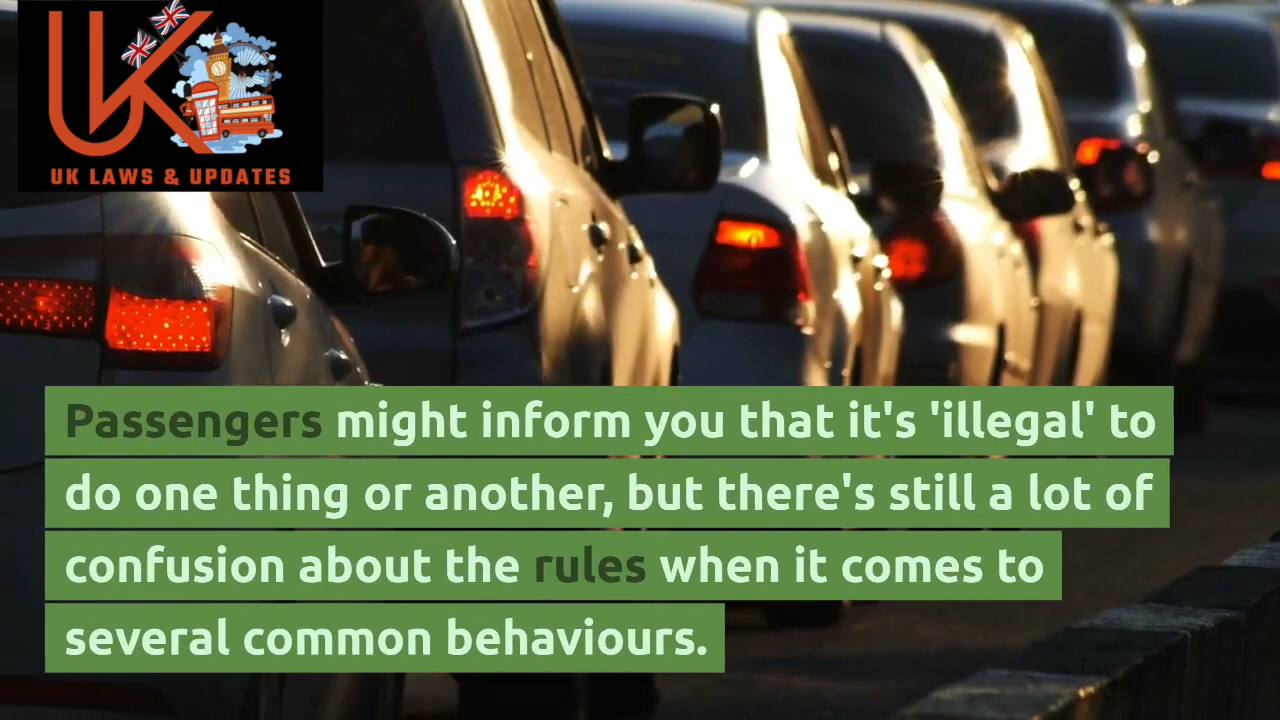 UK
UK LAWS & UPDATES
Passengers might inform you that it's 'illegal' to
do one thing or another, but there's still a lot of
confusion about the rules when it comes to
several common behaviours.